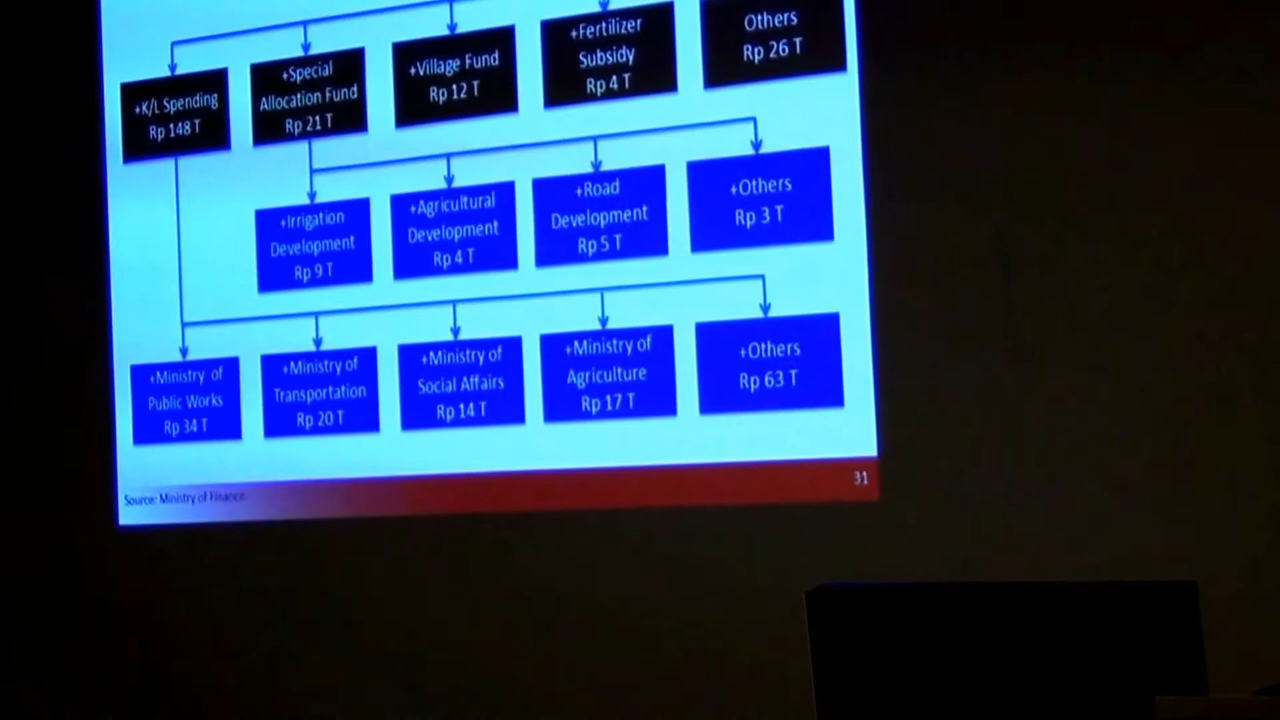 +K/L Spending
Rp 148 T
+Special
Allocation Fund
Rp 21 T
+Village Fund
Rp 12 T
+Fertilizer
Subsidy
Rp 4 T
Others
Rp 26 T
+Irrigation
Development
Rp 9 T
+Agricultural
Development
Rp 4 T
+Road
Development
Rp 5 T
+Others
Rp 3 T
+Ministry of
Public Works
Rp 34 T
+Ministry of
Transportation
Rp 20 T
+Ministry of
Social Affairs
Rp 14 T
+Ministry of
Agriculture
Rp 17 T
+Others
Rp 63 T
Source: Ministry of Finance
31